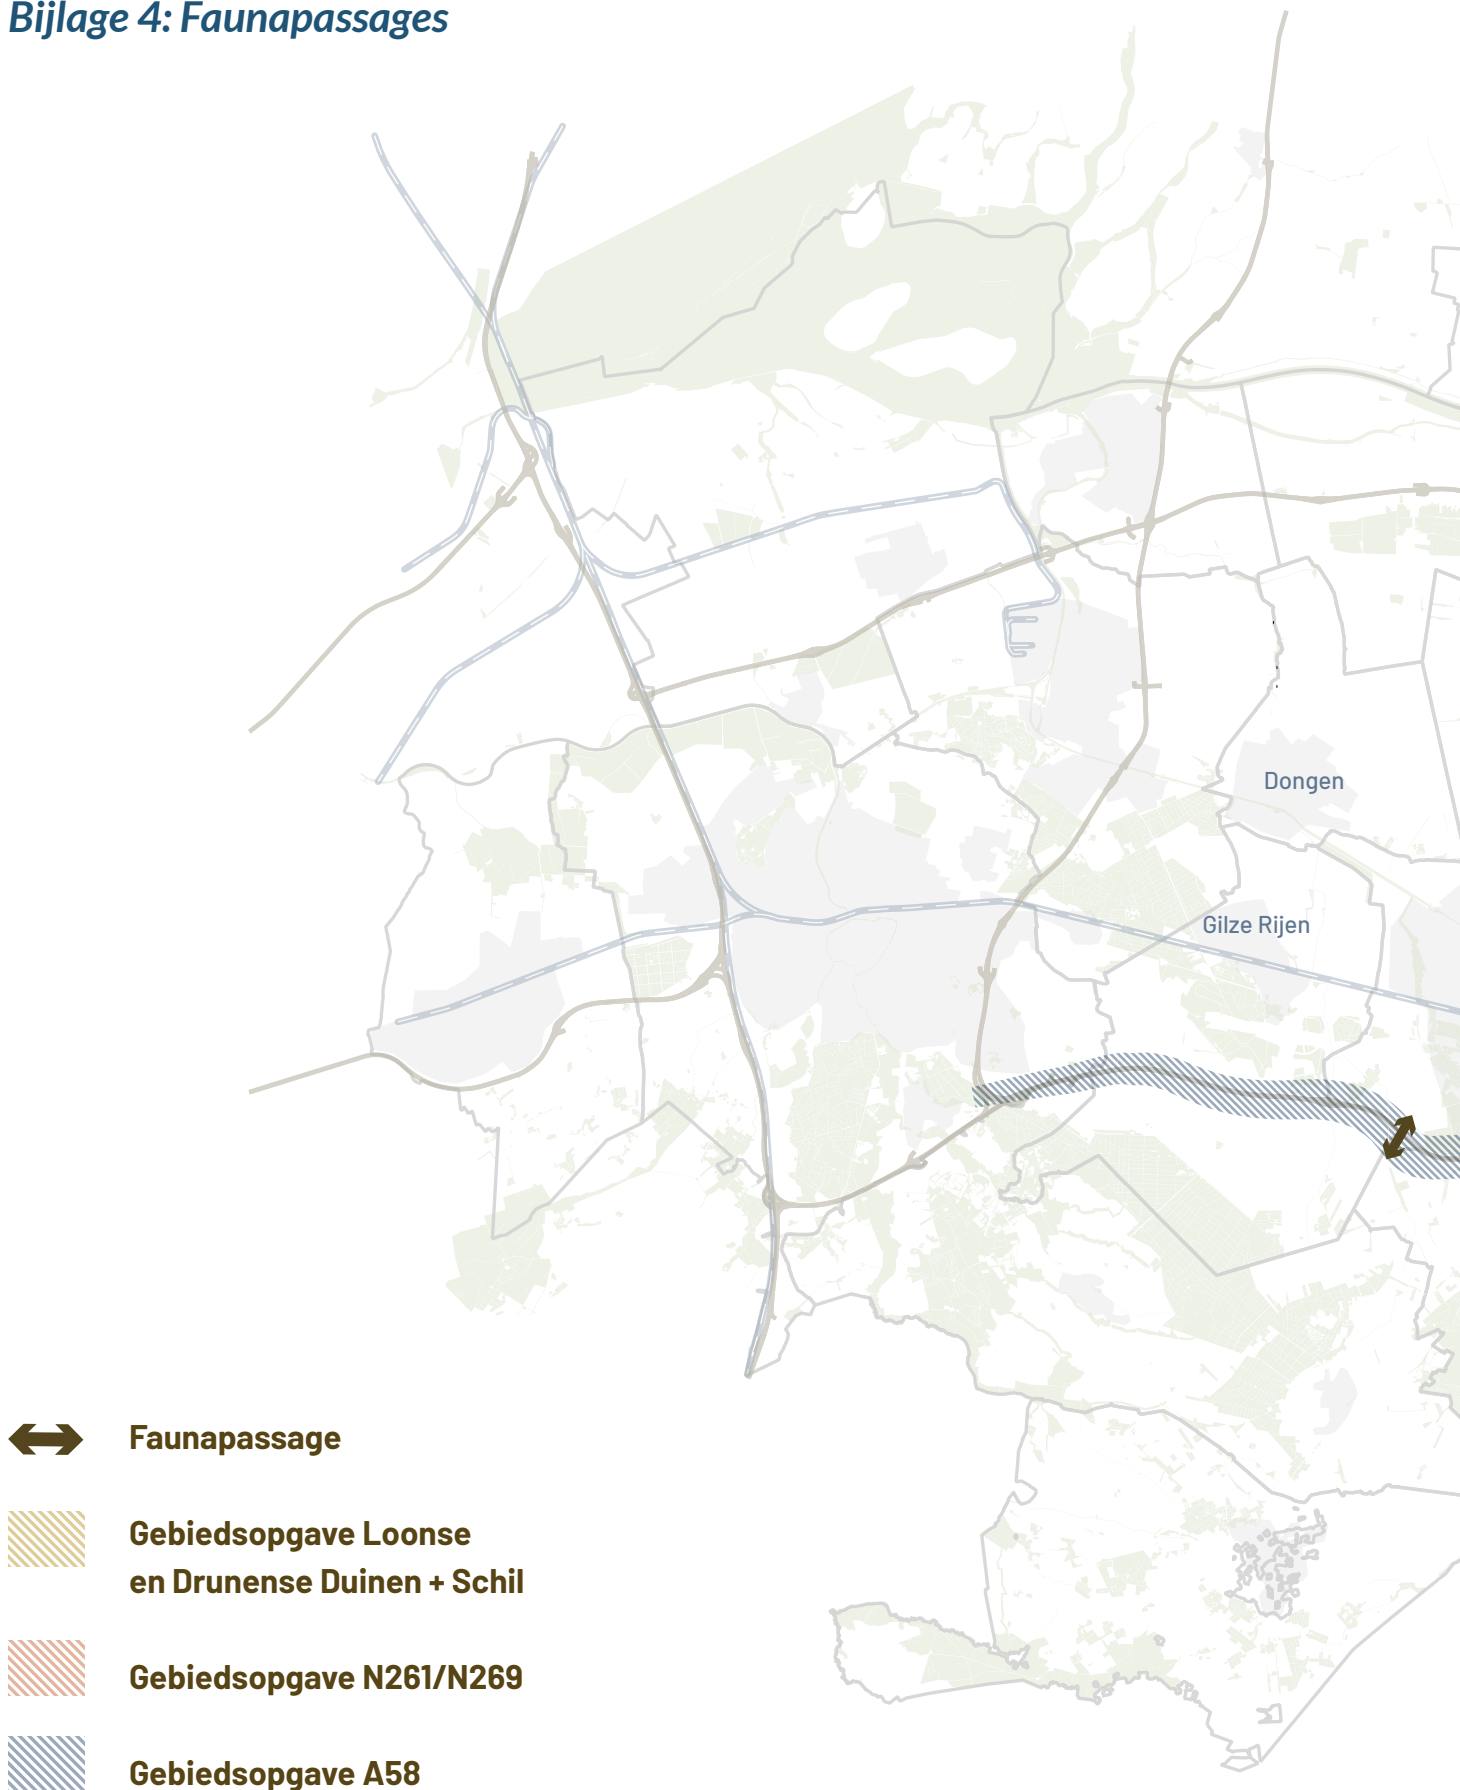 Bijlage 4: Faunapassages
Dongen
Gilze Rijen
Faunapassage
Gebiedsopgave Loonse
en Drunense Duinen + Schil
Gebiedsopgave N261/N269
Gebiedsopgave A58